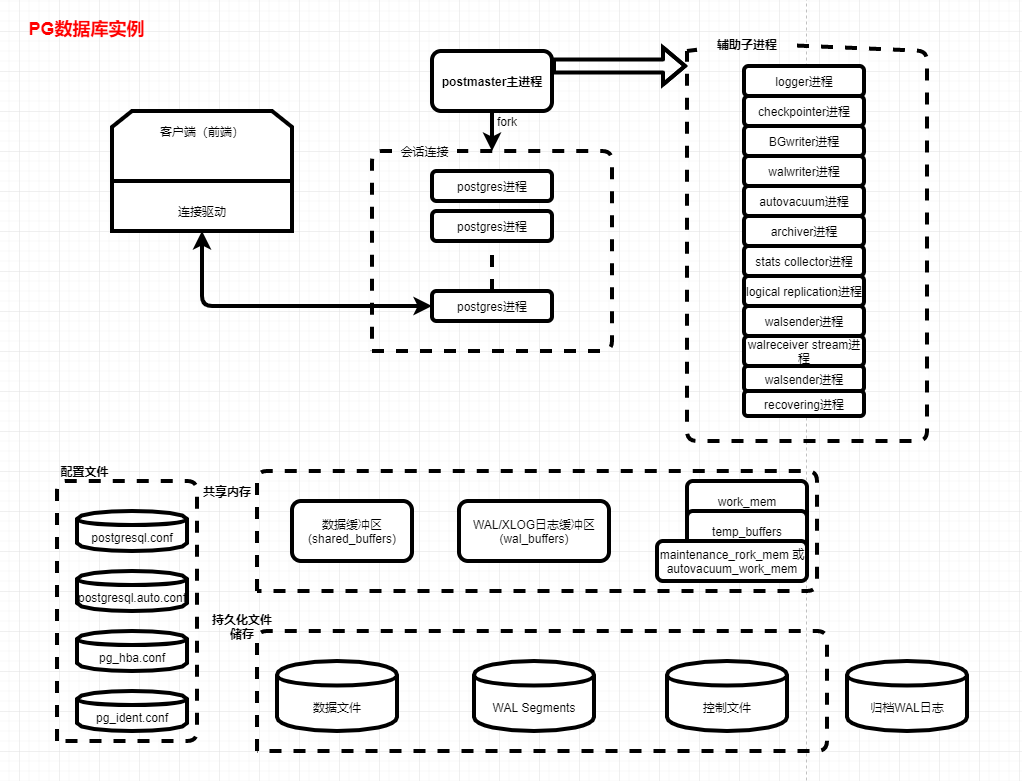 PG数据库实例
postmaster主进程
fork
辅助子进程
logger进程
checkpointer进程
BGwriter进程
walwriter进程
autovacuum进程
archiver进程
stats collector进程
logical replication进程
walsender进程
walreceiver stream进
程
walsender进程
recovering进程
客户端（前端）
连接驱动
会话连接
postgres进程
postgres进程
postgres进程
配置文件
postgresql.conf
postgresql.auto.conf
pg_hba.conf
pg_ident.conf
共享内存
数据缓冲区
(shared_buffers)
WAL/XLOG日志缓冲区
(wal_buffers)
work_mem
temp_buffers
maintenance_rork_mem 或
autovacuum_work_mem
持久化文件
储存
数据文件
WAL Segments
控制文件
归档WAL日志